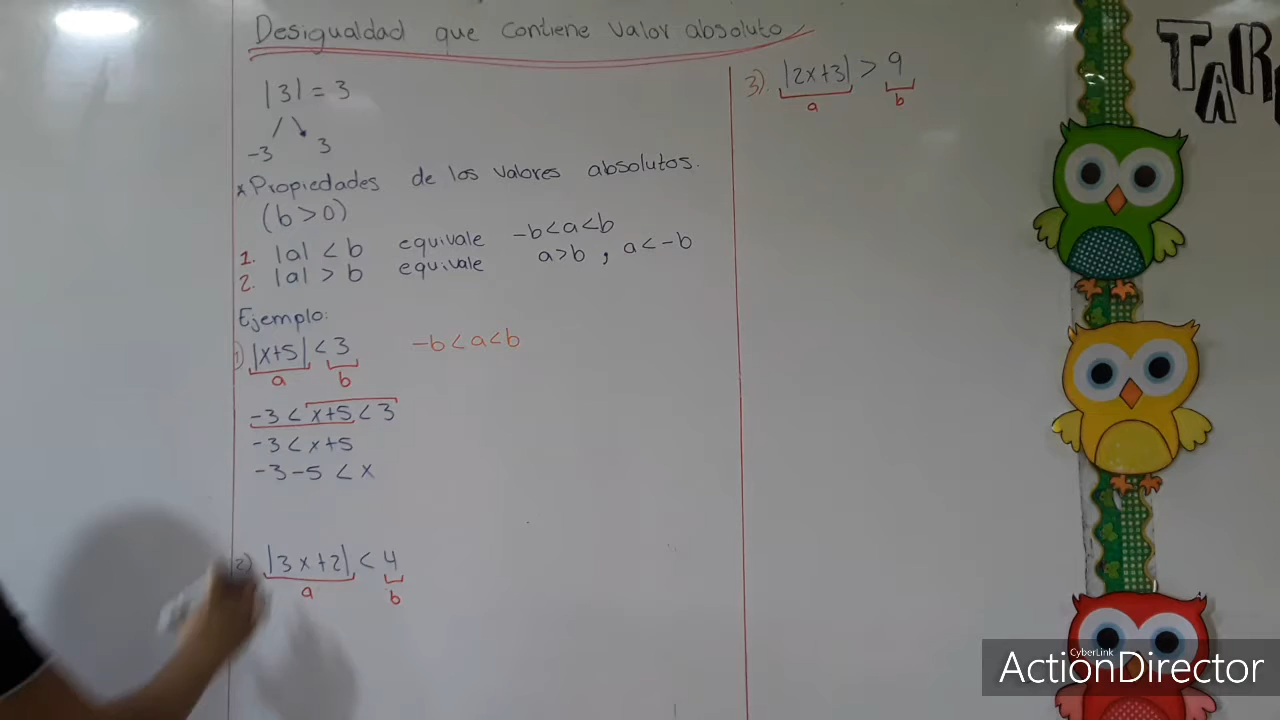 Desigualdad que contiene valor absoluto
|3| = 3
-3 3
* Propiedades de los valores absolutos.
(b > 0)
1. |a| < b equivale -b < a < b
2. |a| > b equivale a > b , a < -b
Ejemplo:
1) |x+5| < 3 -b < a < b
a b
-3 < x+5 < 3
-3 < x+5
-3-5 < x
2) |3x+2| < 4
a b
3). |2x+3| > 9
a b
TAR
CyberLink
ActionDirector